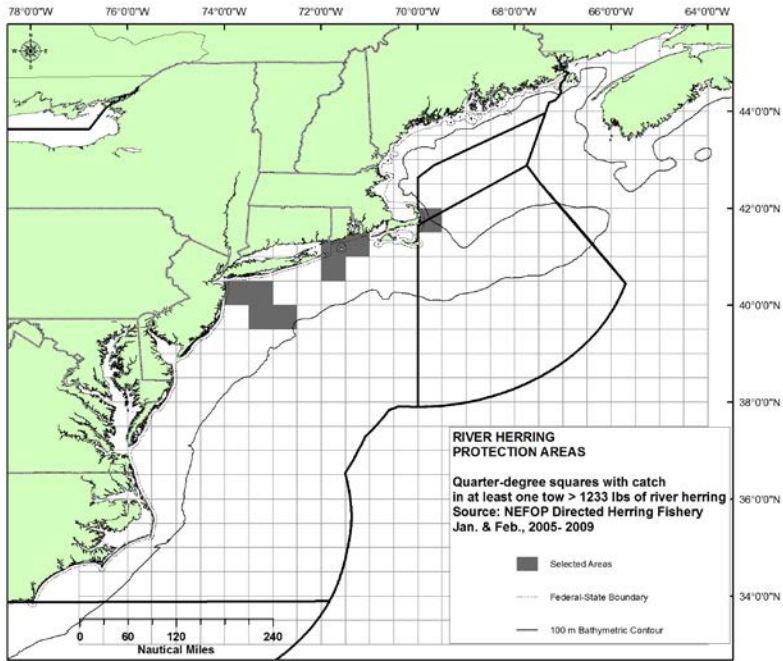 78°0'0"W 76°0'0"W 74°0'0"W 72°0'0"W 70°0'0"W 68°0'0"W 66°0'0"W 64°0'0"W
N
W E
S
44°0'0"N
42°0'0"N
40°0'0"N
38°0'0"N
36°0'0"N
34°0'0"N
RIVER HERRING
PROTECTION AREAS
Quarter-degree squares with catch
in at least one tow > 1233 lbs of river herring
Source: NEFOP Directed Herring Fishery
Jan. & Feb., 2005- 2009
Selected Areas
Federal-State Boundary
100 m Bathymetric Contour
0 60 120 240
Nautical Miles